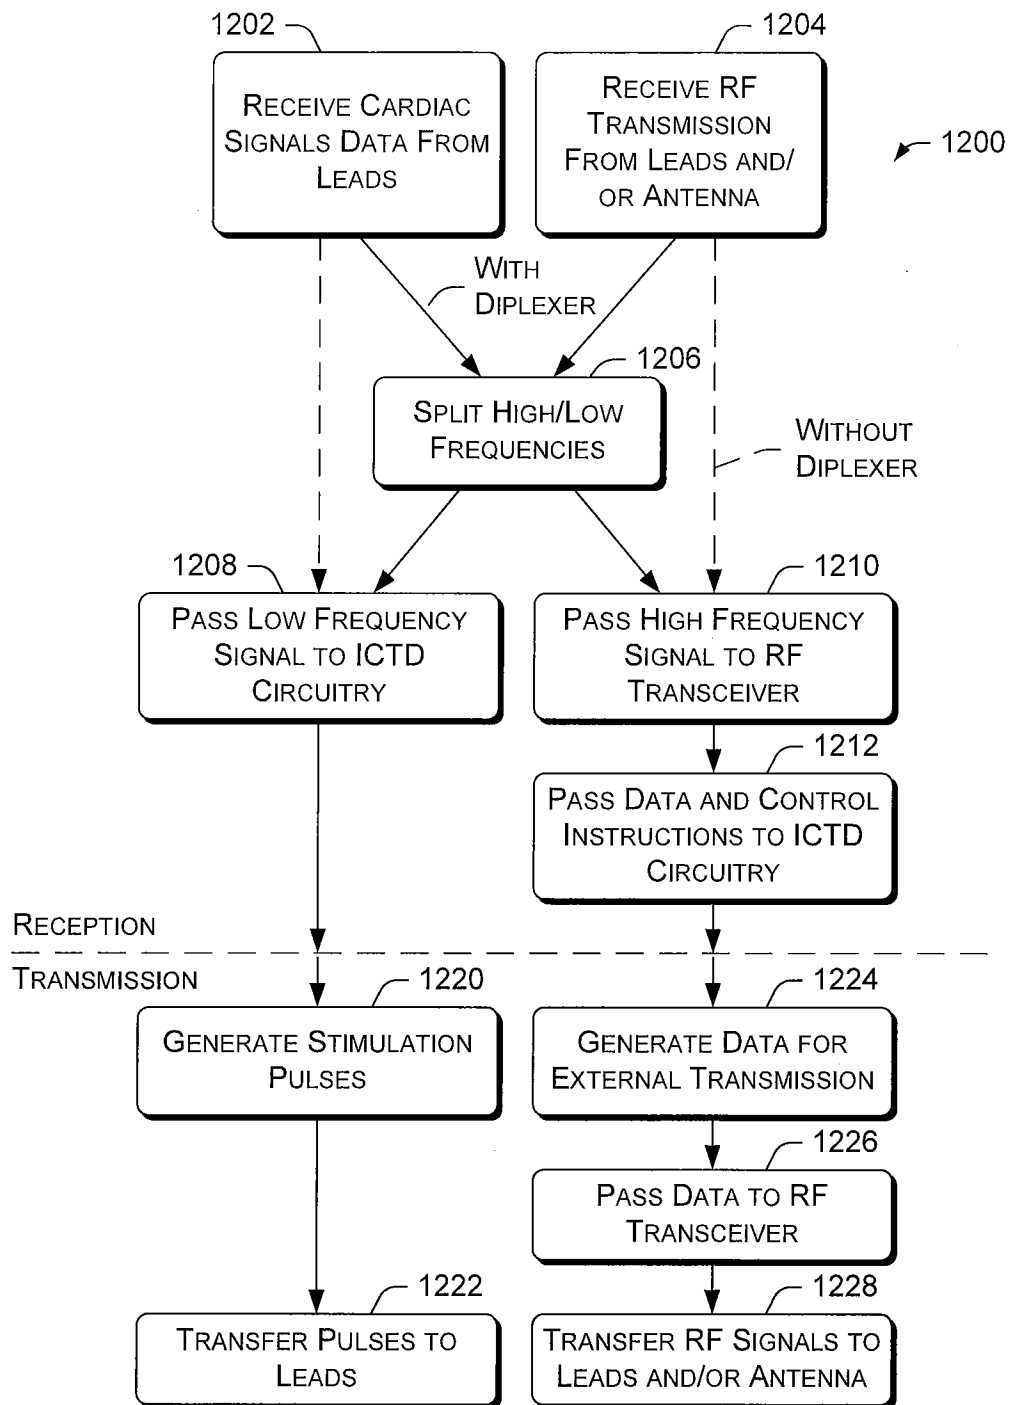 1202
1204
RECEIVE CARDIAC
SIGNALS DATA FROM
LEADS
RECEIVE RF
TRANSMISSION
FROM LEADS AND/
OR ANTENNA
1200
WITH
DIPLEXER
1206
SPLIT HIGH/LOW
FREQUENCIES
WITHOUT
DIPLEXER
1208
PASS LOW FREQUENCY
SIGNAL TO ICTD
CIRCUITRY
1210
PASS HIGH FREQUENCY
SIGNAL TO RF
TRANSCEIVER
1212
PASS DATA AND CONTROL
INSTRUCTIONS TO ICTD
CIRCUITRY
RECEPTION
TRANSMISSION
1220
GENERATE STIMULATION
PULSES
1224
GENERATE DATA FOR
EXTERNAL TRANSMISSION
1226
PASS DATA TO RF
TRANSCEIVER
1222
TRANSFER PULSES TO
LEADS
1228
TRANSFER RF SIGNALS TO
LEADS AND/OR ANTENNA